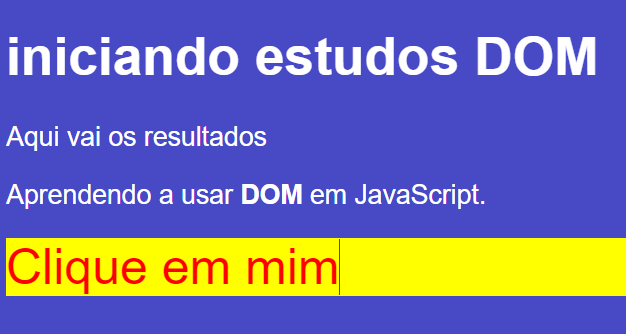 iniciando estudos DOM
Aqui vai os resultados
Aprendendo a usar DOM em JavaScript.
Clique em mim